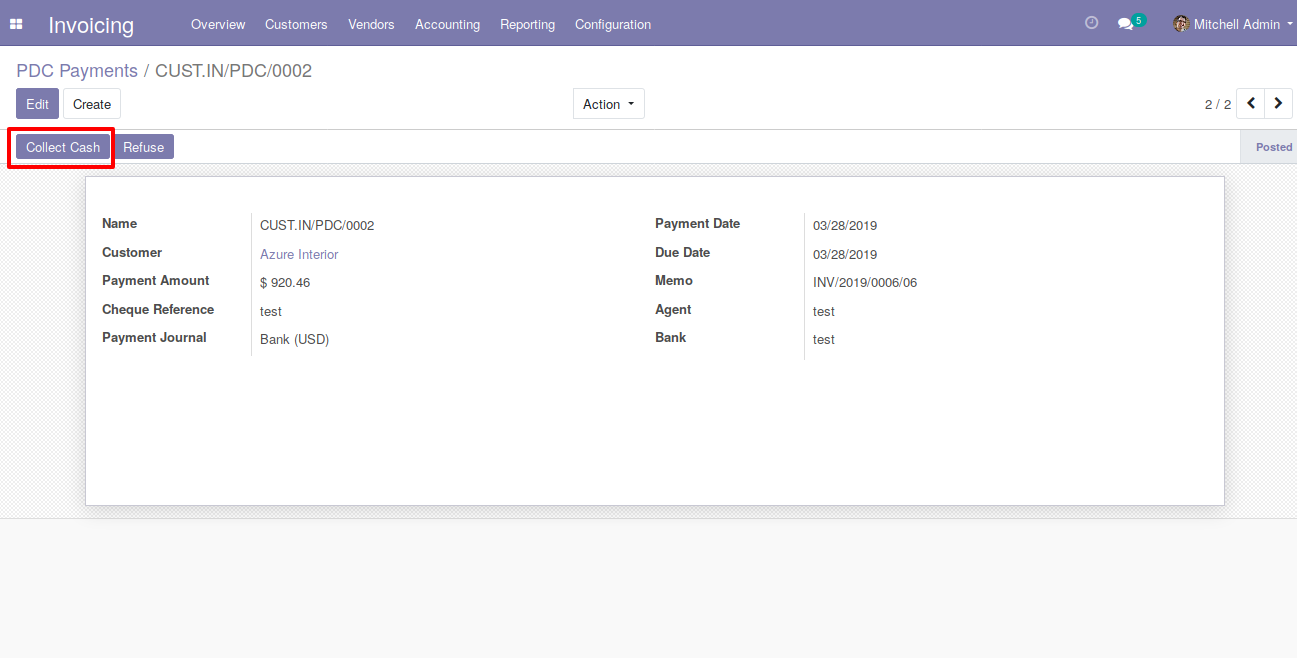 Invoicing Overview Customers Vendors Accounting Reporting Configuration 5 Mitchell Admin
PDC Payments / CUST.IN/PDC/0002
Edit Create Action 2 / 2
Collect Cash Refuse Posted
Name CUST.IN/PDC/0002 Payment Date 03/28/2019
Customer Azure Interior Due Date 03/28/2019
Payment Amount $ 920.46 Memo INV/2019/0006/06
Cheque Reference test Agent test
Payment Journal Bank (USD) Bank test